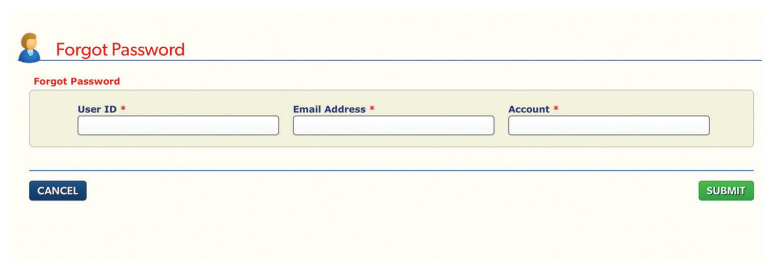 Forgot Password
Forgot Password
User ID * Email Address * Account *
CANCEL SUBMIT